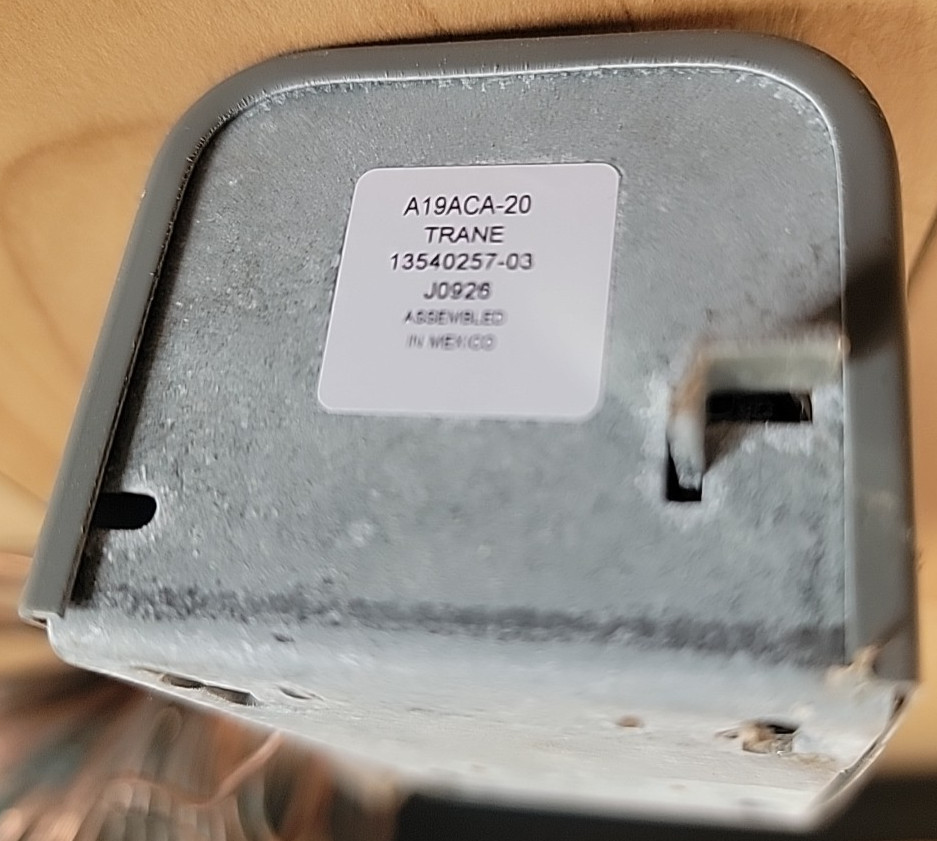 A19ACA-20
TRANE
13540257-03
J0926
ASSEMBLED
IN MEXICO